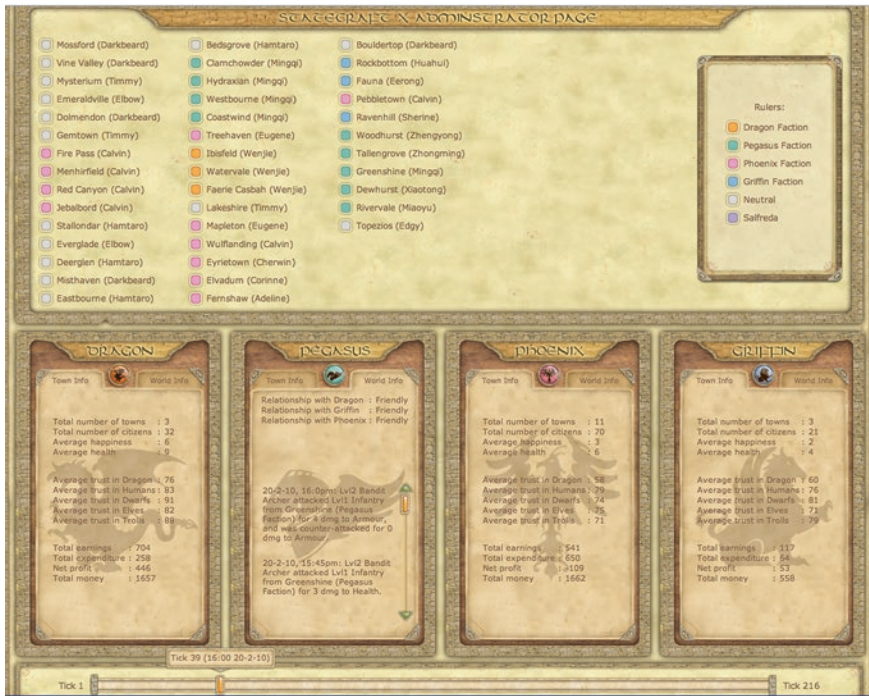 STATECRAFT X ADMINSTRATOR PAGE
Mossford (Darkbeard)
Vine Valley (Darkbeard)
Mysterium (Timmy)
Emeraldville (Elbow)
Dolmendon (Darkbeard)
Gemtown (Timmy)
Fire Pass (Calvin)
Menhirfield (Calvin)
Red Canyon (Calvin)
Jebalbord (Calvin)
Stallondar (Hamtaro)
Everglade (Elbow)
Deerglen (Hamtaro)
Misthaven (Darkbeard)
Eastbourne (Hamtaro)
Bedsgrove (Hamtaro)
Clamchowder (Mingqi)
Hydraxian (Mingqi)
Westbourne (Mingqi)
Coastwind (Mingqi)
Treehaven (Eugene)
Ibisfeld (Wenjie)
Watervale (Wenjie)
Faerie Casbah (Wenjie)
Lakeshire (Timmy)
Mapleton (Eugene)
Wulflanding (Calvin)
Eyrietown (Cherwin)
Elvadum (Corinne)
Fernshaw (Adeline)
Bouldertop (Darkbeard)
Rockbottom (Huahui)
Fauna (Eerong)
Pebbletown (Calvin)
Ravenhill (Sherine)
Woodhurst (Zhengyong)
Tallengrove (Zhongming)
Greenshine (Mingqi)
Dewhurst (Xiaotong)
Rivervale (Miaoyu)
Topezios (Edgy)
Rulers:
Dragon Faction
Pegasus Faction
Phoenix Faction
Griffin Faction
Neutral
Salfreda
DRAGON
Town Info World Info
Total number of towns : 3
Total number of citizens : 32
Average happiness : 6
Average health : 9
Average trust in Dragon : 76
Average trust in Humans : 83
Average trust in Dwarfs : 91
Average trust in Elves : 82
Average trust in Trolls : 88
Total earnings : 704
Total expenditure : 258
Net profit : 446
Total money : 1657
PEGASUS
Town Info World Info
Relationship with Dragon : Friendly
Relationship with Griffin : Friendly
Relationship with Phoenix : Friendly
20-2-10, 16:0pm: Lvl2 Bandit
Archer attacked Lvl1 Infantry
from Greenshine (Pegasus
Faction) for 4 dmg to Armour,
and was counter-attacked for 0
dmg to Armour.
20-2-10, 15:45pm: Lvl2 Bandit
Archer attacked Lvl1 Infantry
from Greenshine (Pegasus
Faction) for 3 dmg to Health.
PHOENIX
Town Info World Info
Total number of towns : 11
Total number of citizens : 70
Average happiness : 3
Average health : 6
Average trust in Dragon : 58
Average trust in Humans : 79
Average trust in Dwarfs : 74
Average trust in Elves : 75
Average trust in Trolls : 71
Total earnings : 541
Total expenditure : 650
Net profit : -109
Total money : 1662
GRIFFIN
Town Info World Info
Total number of towns : 3
Total number of citizens : 21
Average happiness : 2
Average health : 4
Average trust in Dragon : 60
Average trust in Humans : 76
Average trust in Dwarfs : 81
Average trust in Elves : 71
Average trust in Trolls : 79
Total earnings : 117
Total expenditure : 64
Net profit : 53
Total money : 558
Tick 39 (16:00 20-2-10)
Tick 1
Tick 216